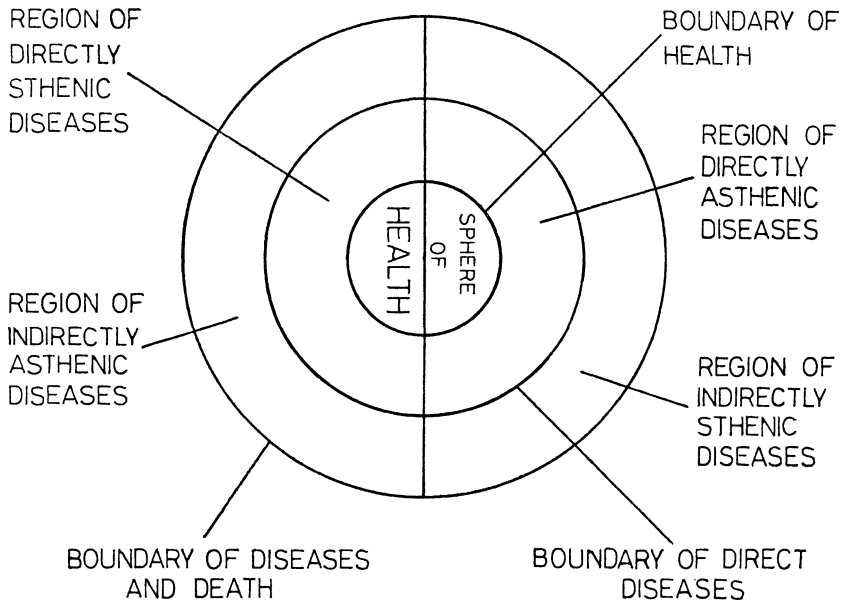 REGION OF
DIRECTLY
STHENIC
DISEASES
BOUNDARY OF
HEALTH
REGION OF
DIRECTLY
ASTHENIC
DISEASES
SPHERE
OF
HEALTH
REGION OF
INDIRECTLY
ASTHENIC
DISEASES
REGION OF
INDIRECTLY
STHENIC
DISEASES
BOUNDARY OF DISEASES
AND DEATH
BOUNDARY OF DIRECT
DISEASES